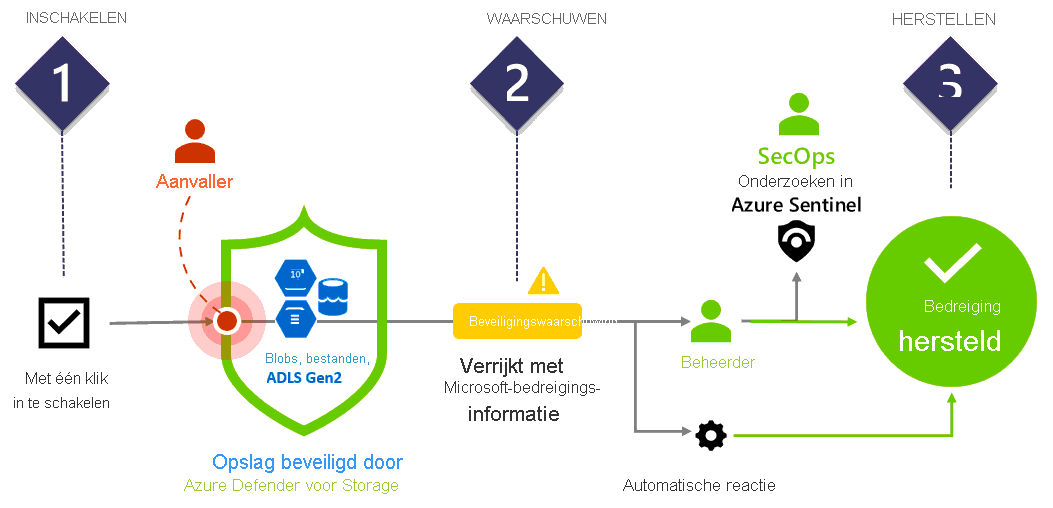 INSCHAKELEN
WAARSCHUWEN
HERSTELLEN
1
2
3
Aanvaller
SecOps
Onderzoeken in
Azure Sentinel
10
Blobs, bestanden,
ADLS Gen2
Met één klik
in te schakelen
Opslag beveiligd door
Azure Defender voor Storage
Beveiligingswaarschuwing
Verrijkt met
Microsoft-bedreigings-
informatie
Beheerder
Automatische reactie
Bedreiging
hersteld